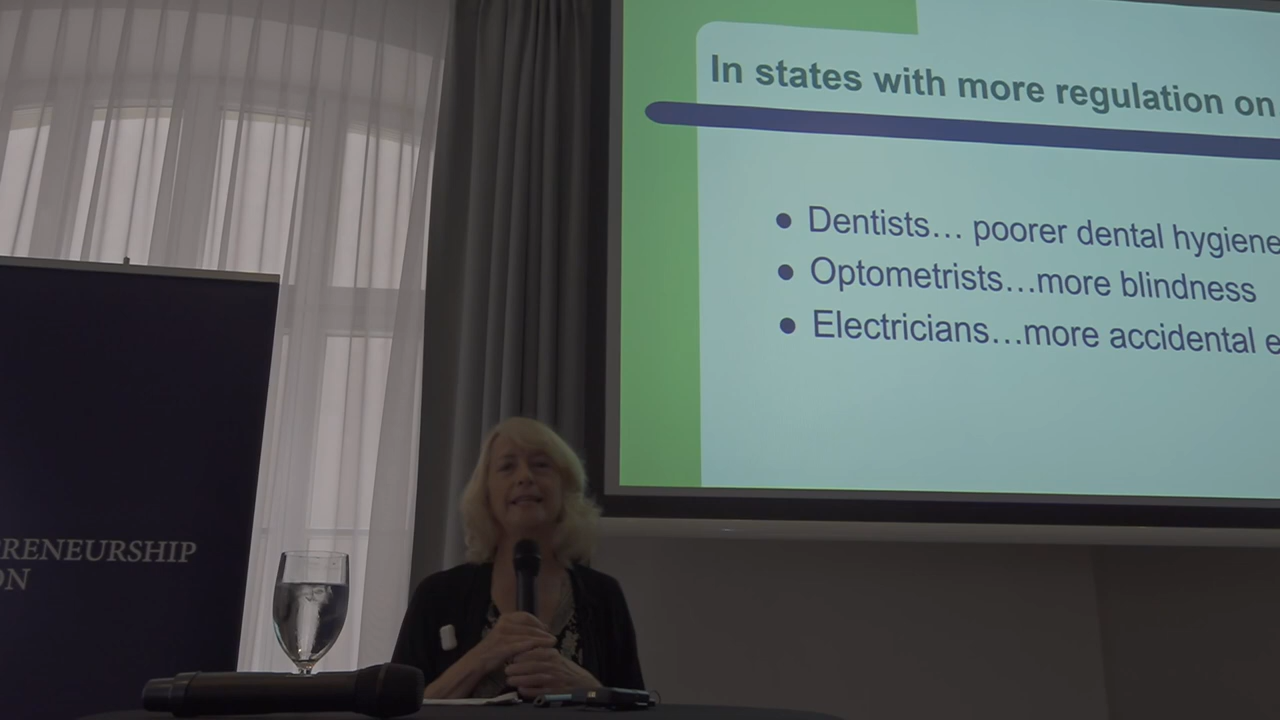 In states with more regulation on
● Dentists… poorer dental hygiene
● Optometrists…more blindness
● Electricians…more accidental e
RENEURSHIP
ON